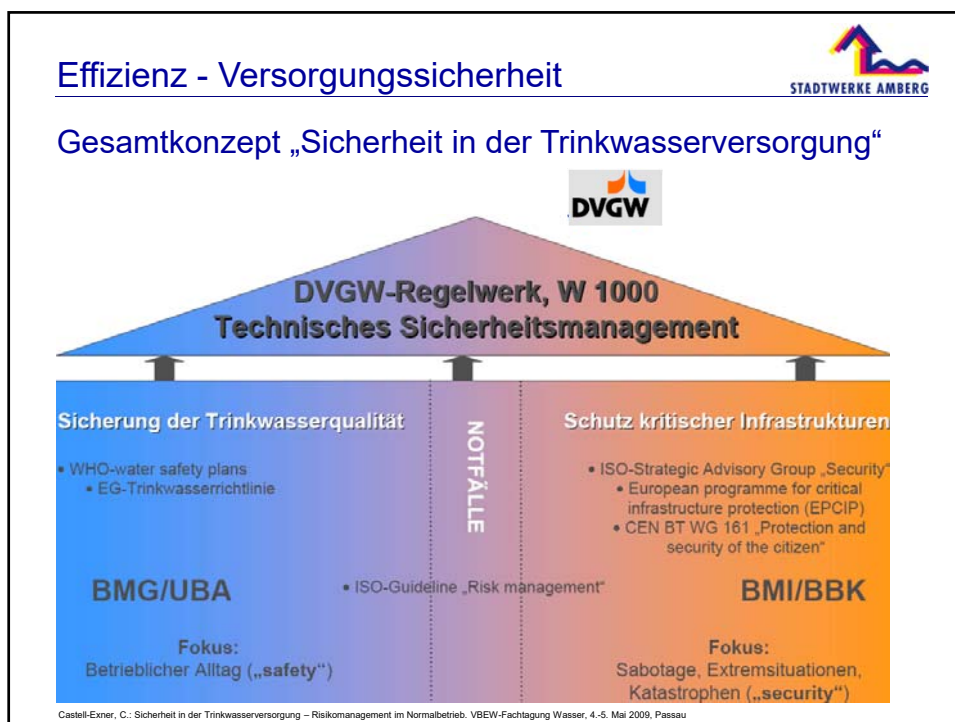 Effizienz - Versorgungssicherheit
STADTWERKE AMBERG
Gesamtkonzept „Sicherheit in der Trinkwasserversorgung“
DVGW
DVGW-Regelwerk, W 1000
Technisches Sicherheitsmanagement
Sicherung der Trinkwasserqualität
• WHO-water safety plans
• EG-Trinkwasserrichtlinie
BMG/UBA
Fokus:
Betrieblicher Alltag („safety“)
NOTFÄLLE
• ISO-Guideline „Risk management“
Schutz kritischer Infrastrukturen
• ISO-Strategic Advisory Group „Security“
• European programme for critical
infrastructure protection (EPCIP)
• CEN BT WG 161 „Protection and
security of the citizen“
BMI/BBK
Fokus:
Sabotage, Extremsituationen,
Katastrophen („security“)
Castell-Exner, C.: Sicherheit in der Trinkwasserversorgung – Risikomanagement im Normalbetrieb. VBEW-Fachtagung Wasser, 4.-5. Mai 2009, Passau